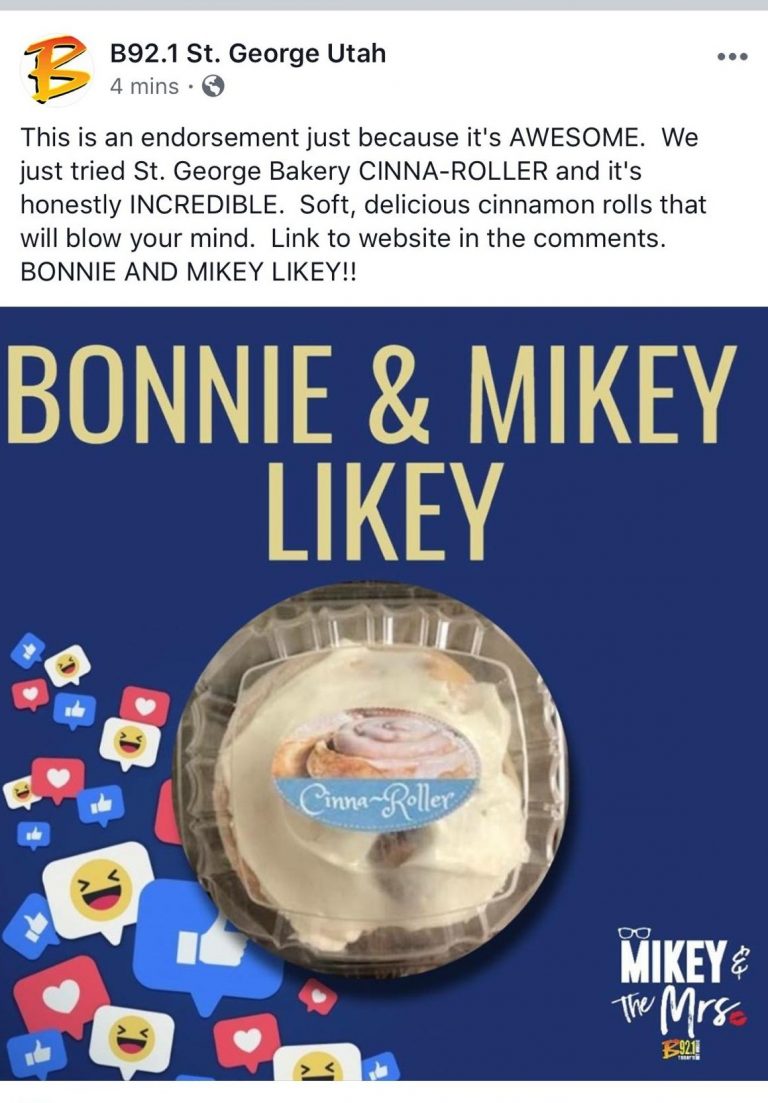 B92.1 St. George Utah
4 mins ·
This is an endorsement just because it's AWESOME.  We
just tried St. George Bakery CINNA-ROLLER and it's
honestly INCREDIBLE.  Soft, delicious cinnamon rolls that
will blow your mind.  Link to website in the comments.
BONNIE AND MIKEY LIKEY!!
BONNIE & MIKEY
LIKEY
Cinna~Roller
MIKEY &
The Mrs.
B92.1